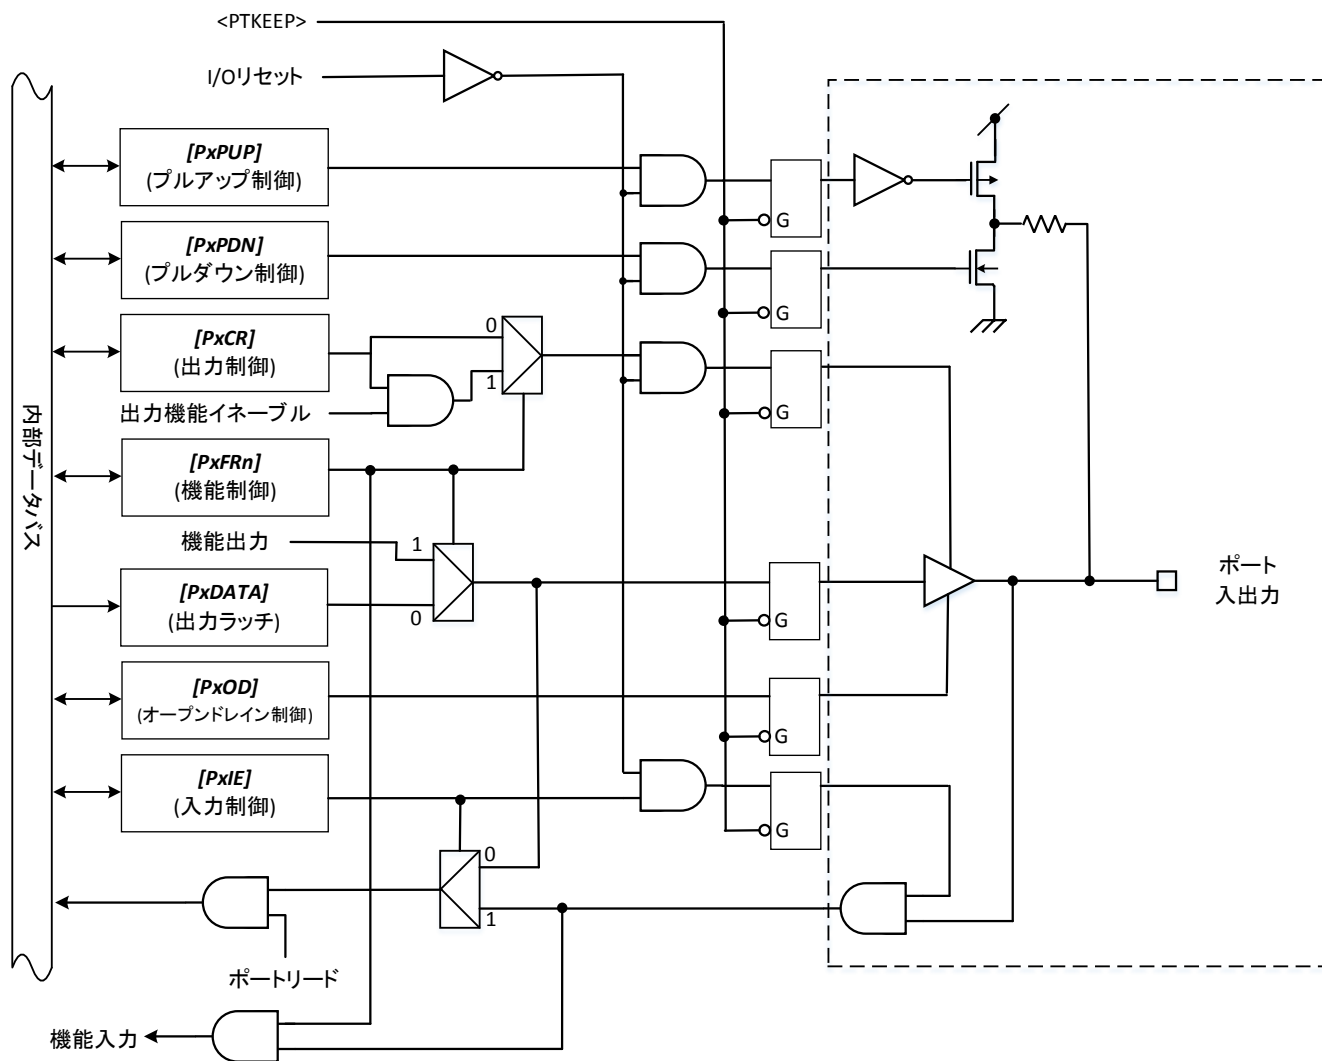 <PTKEEP>
I/Oリセット
[PxPUP]
(プルアップ制御)
G
[PxPDN]
(プルダウン制御)
G
[PxCR]
(出力制御)
0
1
G
出力機能イネーブル
内部データバス
[PxFRn]
(機能制御)
機能出力
1
[PxDATA]
(出力ラッチ)
0
G
ポート
入出力
[PxOD]
(オープンドレイン制御)
G
[PxIE]
(入力制御)
G
0
1
ポートリード
機能入力